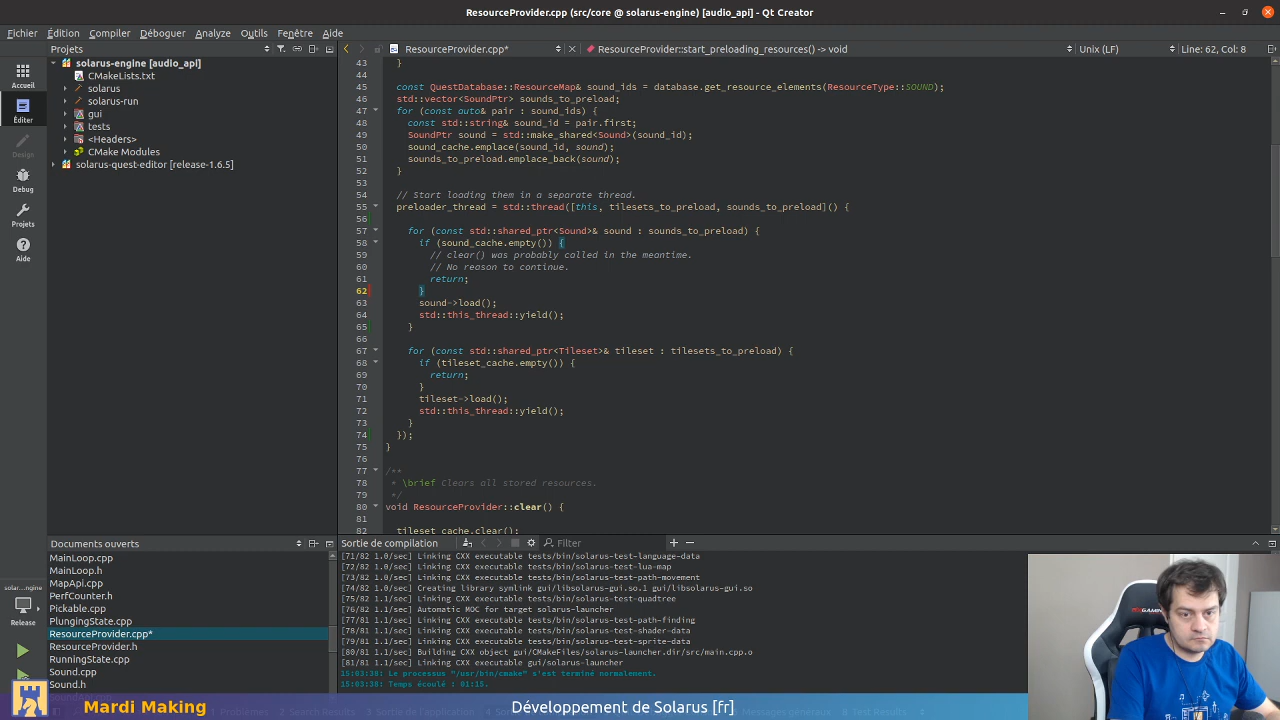 ResourceProvider.cpp (src/core @ solarus-engine) [audio_api] - Qt Creator
Fichier Édition Compiler Déboguer Analyze Outils Fenêtre Aide
Projets
ResourceProvider.cpp*
ResourceProvider::start_preloading_resources() -> void
Unix (LF)
Line: 62, Col: 8
Accueil
Éditer
Design
Debug
Projets
Aide
solarus-engine [audio_api]
CMakeLists.txt
solarus
solarus-run
gui
tests
<Headers>
CMake Modules
solarus-quest-editor [release-1.6.5]
43 }
44
45 const QuestDatabase::ResourceMap& sound_ids = database.get_resource_elements(ResourceType::SOUND);
46 std::vector<SoundPtr> sounds_to_preload;
47 for (const auto& pair : sound_ids) {
48 const std::string& sound_id = pair.first;
49 SoundPtr sound = std::make_shared<Sound>(sound_id);
50 sound_cache.emplace(sound_id, sound);
51 sounds_to_preload.emplace_back(sound);
52 }
53
54 // Start loading them in a separate thread.
55 preloader_thread = std::thread([this, tilesets_to_preload, sounds_to_preload]() {
56
57 for (const std::shared_ptr<Sound>& sound : sounds_to_preload) {
58 if (sound_cache.empty()) {
59 // clear() was probably called in the meantime.
60 // No reason to continue.
61 return;
62 }
63 sound->load();
64 std::this_thread::yield();
65 }
66
67 for (const std::shared_ptr<Tileset>& tileset : tilesets_to_preload) {
68 if (tileset_cache.empty()) {
69 return;
70 }
71 tileset->load();
72 std::this_thread::yield();
73 }
74 });
75 }
76
77 /**
78 * \brief Clears all stored resources.
79 */
80 void ResourceProvider::clear() {
81
82 tileset_cache.clear();
Documents ouverts
MainLoop.cpp
MainLoop.h
MapApi.cpp
PerfCounter.h
Pickable.cpp
PlungingState.cpp
ResourceProvider.cpp*
ResourceProvider.h
RunningState.cpp
Sound.cpp
Sound.h
solar...ngine
Release
Sortie de compilation
Filter
[71/82 1.0/sec] Linking CXX executable tests/bin/solarus-test-language-data
[72/82 1.0/sec] Linking CXX executable tests/bin/solarus-test-lua-map
[73/82 1.0/sec] Linking CXX executable tests/bin/solarus-test-path-movement
[74/82 1.0/sec] Creating library symlink gui/libsolarus-gui.so.1 gui/libsolarus-gui.so
[75/82 1.0/sec] Linking CXX executable tests/bin/solarus-test-quadtree
[76/82 1.0/sec] Automatic MOC for target solarus-launcher
[77/82 1.1/sec] Linking CXX executable tests/bin/solarus-test-path-finding
[78/82 1.1/sec] Linking CXX executable tests/bin/solarus-test-shader-data
[79/82 1.1/sec] Linking CXX executable tests/bin/solarus-test-sprite-data
[80/82 1.1/sec] Building CXX object gui/CMakeFiles/solarus-launcher.dir/src/main.cpp.o
[81/82 1.1/sec] Linking CXX executable gui/solarus-launcher
15:03:38: Le processus "/usr/bin/cmake" s'est terminé normalement.
15:03:38: Temps écoulé : 01:15.
Mardi Making
Développement de Solarus [fr]